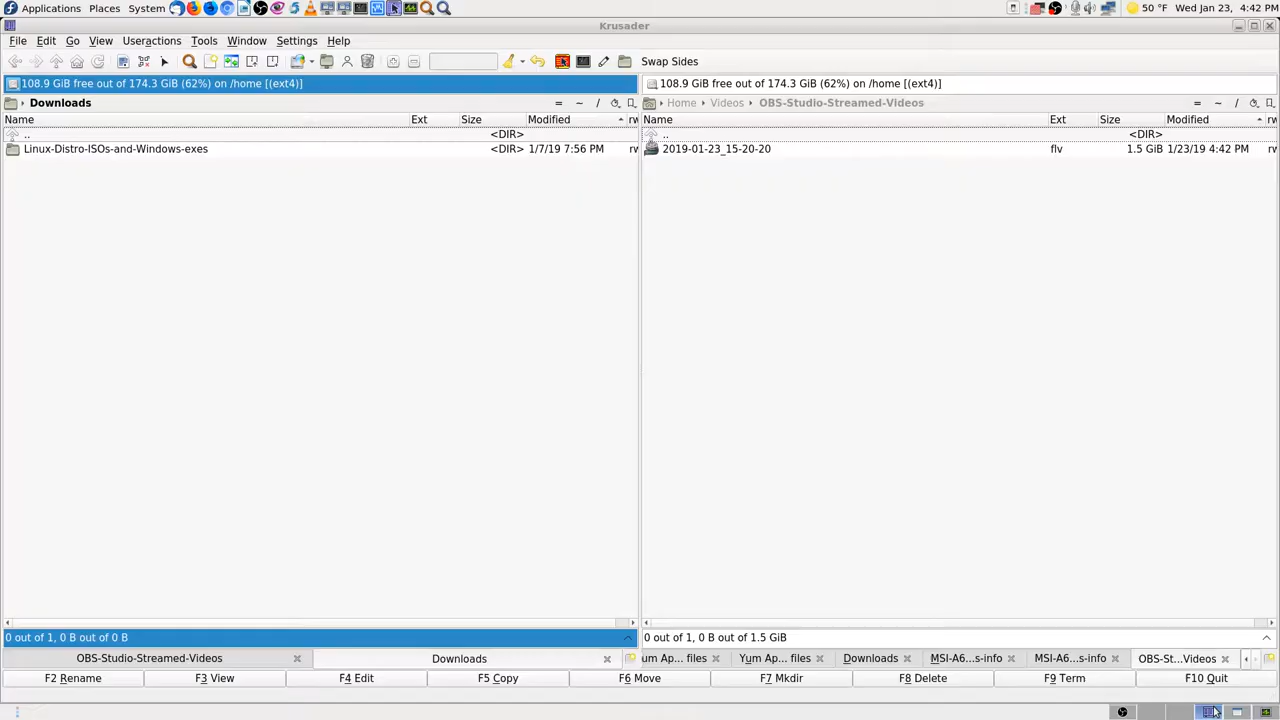 Applications Places System 50 °F Wed Jan 23, 4:42 PM
Krusader
File Edit Go View Useractions Tools Window Settings Help
Swap Sides
108.9 GiB free out of 174.3 GiB (62%) on /home [(ext4)] 108.9 GiB free out of 174.3 GiB (62%) on /home [(ext4)]
Downloads = ~ / Home Videos OBS-Studio-Streamed-Videos = ~ /
Name Ext Size Modified rw Name Ext Size Modified rw
.. <DIR> .. <DIR>
Linux-Distro-ISOs-and-Windows-exes <DIR> 1/7/19 7:56 PM rw 2019-01-23_15-20-20 flv 1.5 GiB 1/23/19 4:42 PM rw
0 out of 1, 0 B out of 0 B 0 out of 1, 0 B out of 1.5 GiB
OBS-Studio-Streamed-Videos Downloads um Ap... files Yum Ap... files Downloads MSI-A6...s-info MSI-A6...s-info OBS-St...Videos
F2 Rename F3 View F4 Edit F5 Copy F6 Move F7 Mkdir F8 Delete F9 Term F10 Quit